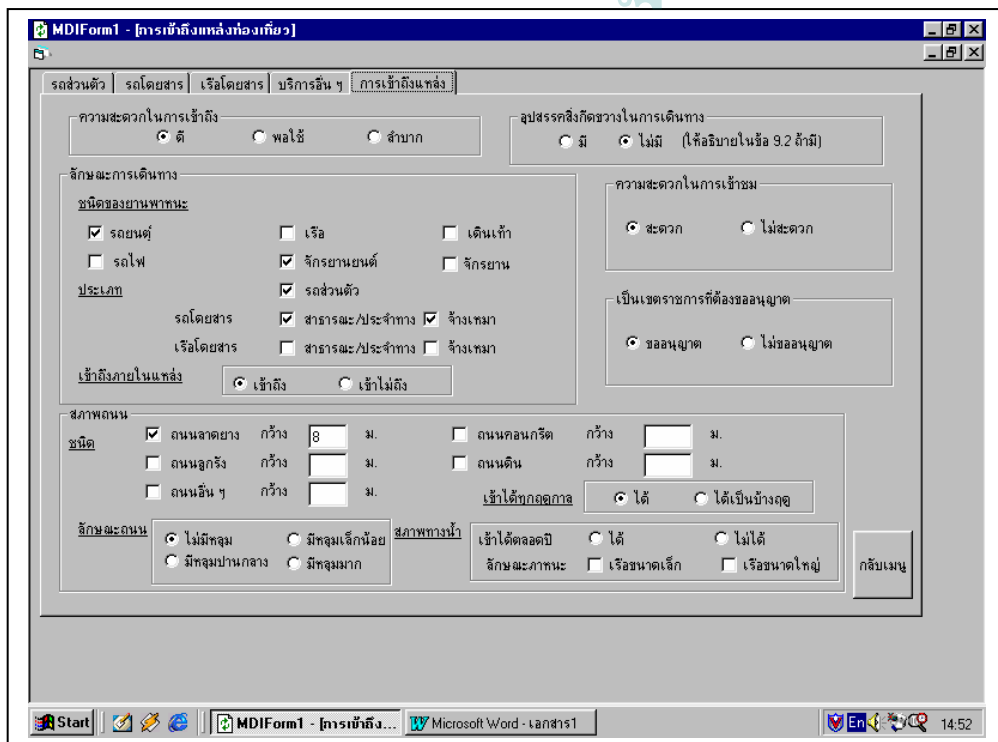 MDIForm1 - [การเข้าถึงแหล่งท่องเที่ยว]
รถส่วนตัว รถโดยสาร เรือโดยสาร บริการอื่น ๆ การเข้าถึงแหล่ง
ความสะดวกในการเข้าถึง
ดี พอใช้ ลำบาก
อุปสรรคสิ่งกีดขวางในการเดินทาง
มี ไม่มี (ให้อธิบายในข้อ 9.2 ถ้ามี)
ลักษณะการเดินทาง
ชนิดของยานพาหนะ
รถยนต์ เรือ เดินเท้า
รถไฟ จักรยานยนต์ จักรยาน
ประเภท รถส่วนตัว
รถโดยสาร สาธารณะ/ประจำทาง จ้างเหมา
เรือโดยสาร สาธารณะ/ประจำทาง จ้างเหมา
เข้าถึงภายในแหล่ง เข้าถึง เข้าไม่ถึง
ความสะดวกในการเข้าชม
สะดวก ไม่สะดวก
เป็นเขตราชการที่ต้องขออนุญาต
ขออนุญาต ไม่ขออนุญาต
สภาพถนน
ชนิด ถนนลาดยาง กว้าง 8 ม. ถนนคอนกรีต กว้าง ม.
ถนนลูกรัง กว้าง ม. ถนนดิน กว้าง ม.
ถนนอื่น ๆ กว้าง ม. เข้าได้ทุกฤดูกาล ได้ ได้เป็นบ้างฤดู
ลักษณะถนน ไม่มีหลุม มีหลุมเล็กน้อย
มีหลุมปานกลาง มีหลุมมาก
สภาพทางน้ำ เข้าได้ตลอดปี ได้ ไม่ได้
ลักษณะภาหนะ เรือขนาดเล็ก เรือขนาดใหญ่
กลับเมนู
Start MDIForm1 - [การเข้าถึง... Microsoft Word - เอกสาร1 En 14:52